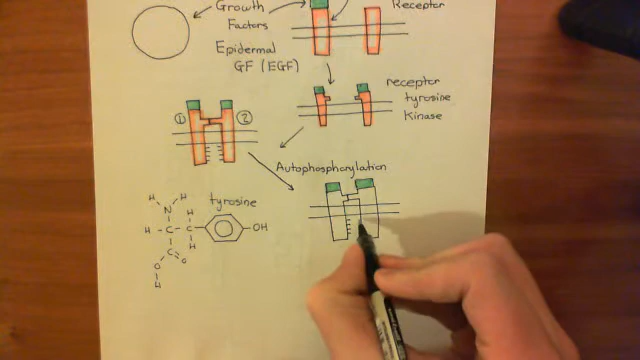 Growth
Factors
Receptor
Epidermal
GF (EGF)
receptor
tyrosine
Kinase
① ②
Autophosphorylation
tyrosine
H H
N
H
H - C - C - OH
H
C
O O
H